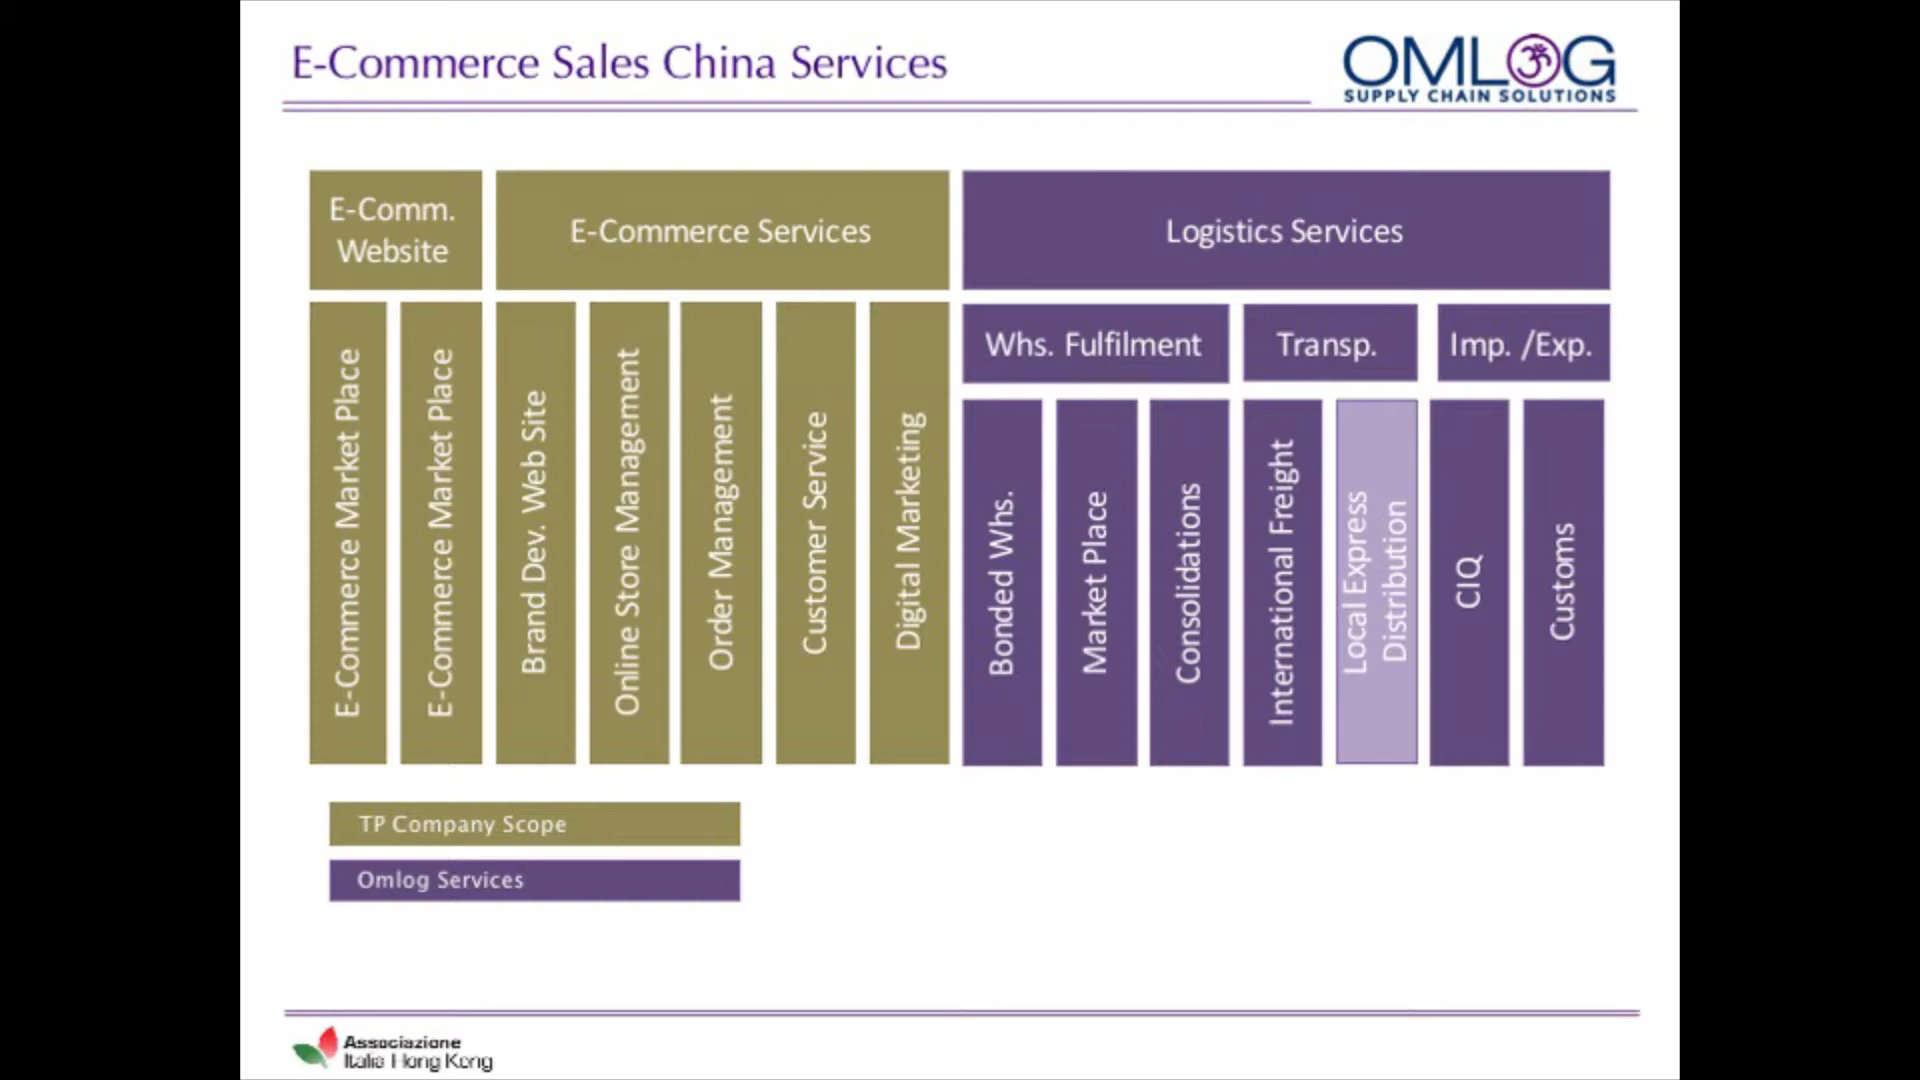 E-Commerce Sales China Services
OMLOG
SUPPLY CHAIN SOLUTIONS
E-Comm.
Website
E-Commerce Services
Logistics Services
Whs. Fulfilment
Transp.
Imp. /Exp.
E-Commerce Market Place
E-Commerce Market Place
Brand Dev. Web Site
Online Store Management
Order Management
Customer Service
Digital Marketing
Bonded Whs.
Market Place
Consolidations
International Freight
Local Express
Distribution
CIQ
Customs
TP Company Scope
Omlog Services
Associazione
Italia Hong Kong